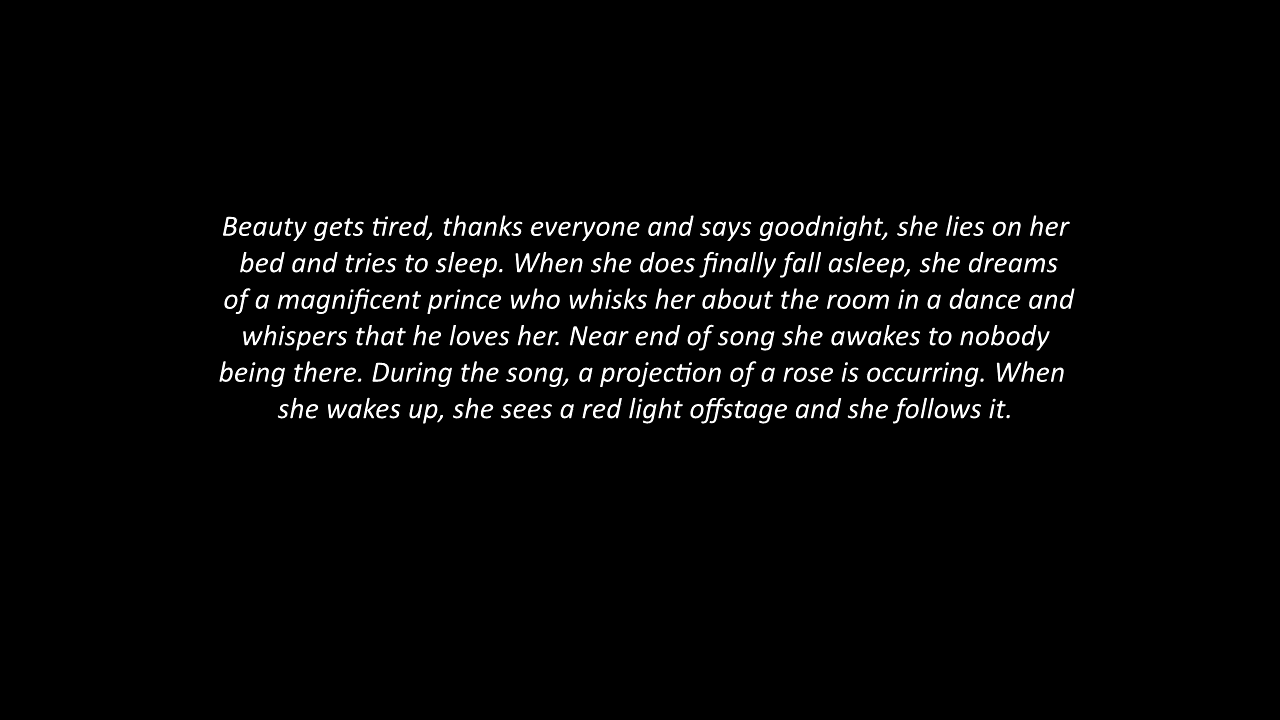 Beauty gets tired, thanks everyone and says goodnight, she lies on her
bed and tries to sleep. When she does finally fall asleep, she dreams
of a magnificent prince who whisks her about the room in a dance and
whispers that he loves her. Near end of song she awakes to nobody
being there. During the song, a projection of a rose is occurring. When
she wakes up, she sees a red light offstage and she follows it.